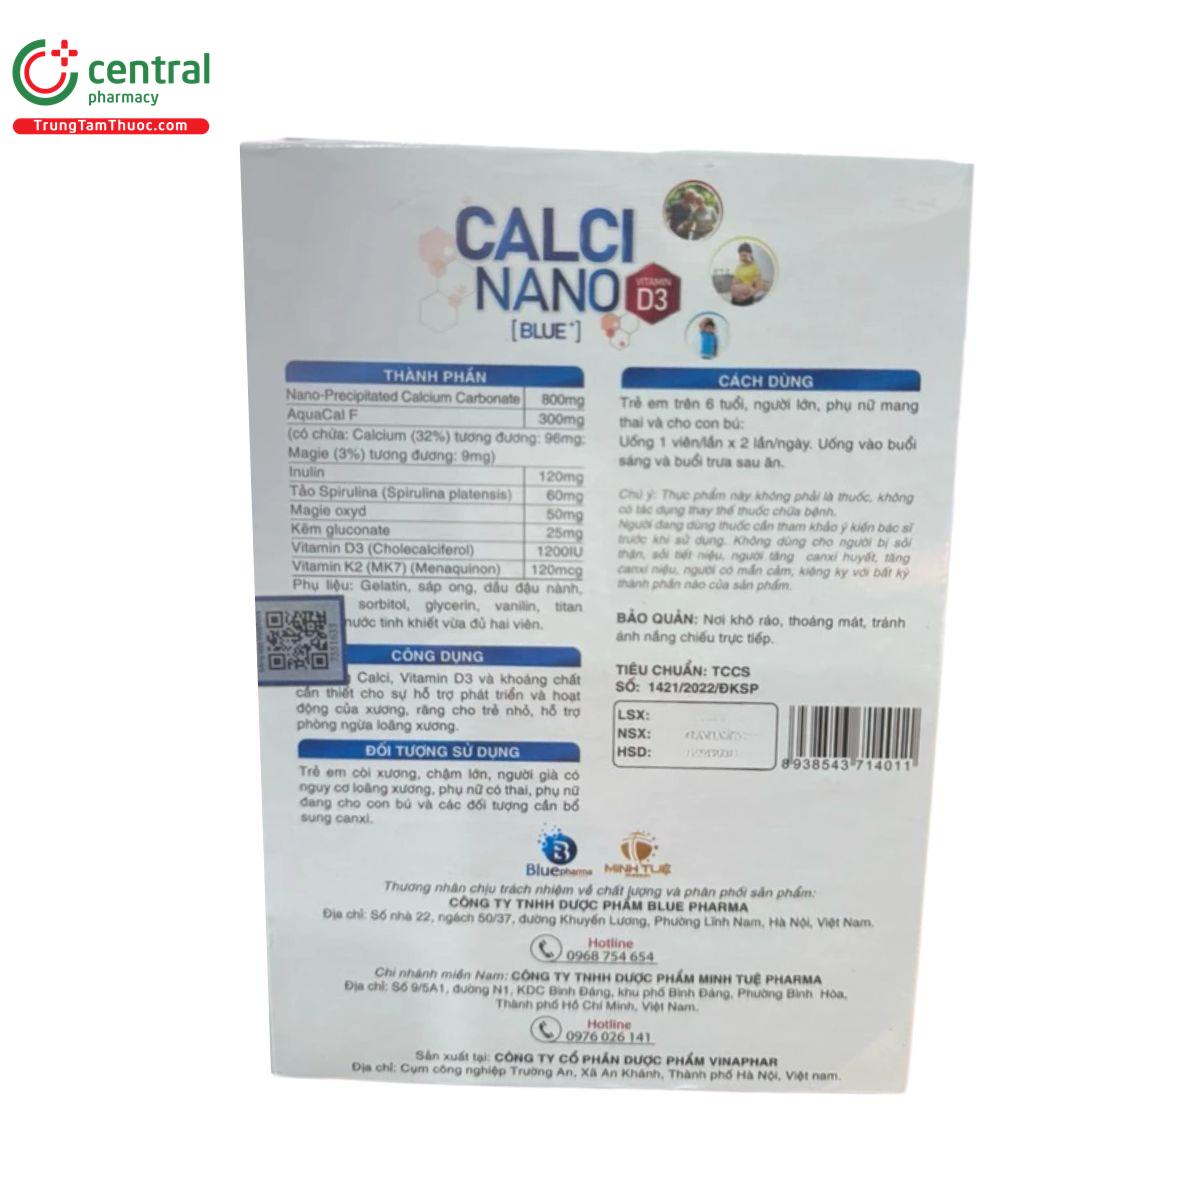 central
pharmacy
TrungTamThuoc.com
CALCI
NANO
VITAMIN
D3
[BLUE+]
THÀNH PHẦN
Nano-Precipitated Calcium Carbonate 800mg
AquaCal F 300mg
(có chứa: Calcium (32%) tương đương: 96mg;
Magie (3%) tương đương: 9mg)
Inulin 120mg
Tảo Spirulina (Spirulina platensis) 60mg
Magie oxyd 50mg
Kẽm gluconate 25mg
Vitamin D3 (Cholecalciferol) 1200IU
Vitamin K2 (MK7) (Menaquinon) 120mcg
Phụ liệu: Gelatin, sáp ong, dầu đậu nành,
sorbitol, glycerin, vanilin, titan
nước tinh khiết vừa đủ hai viên.
7551633
CÔNG DỤNG
Calci, Vitamin D3 và khoáng chất
cần thiết cho sự hỗ trợ phát triển và hoạt
động của xương, răng cho trẻ nhỏ, hỗ trợ
phòng ngừa loãng xương.
ĐỐI TƯỢNG SỬ DỤNG
Trẻ em còi xương, chậm lớn, người già có
nguy cơ loãng xương, phụ nữ có thai, phụ nữ
đang cho con bú và các đối tượng cần bổ
sung canxi.
CÁCH DÙNG
Trẻ em trên 6 tuổi, người lớn, phụ nữ mang
thai và cho con bú:
Uống 1 viên/lần x 2 lần/ngày. Uống vào buổi
sáng và buổi trưa sau ăn.
Chú ý: Thực phẩm này không phải là thuốc, không
có tác dụng thay thế thuốc chữa bệnh.
Người đang dùng thuốc cần tham khảo ý kiến bác sĩ
trước khi sử dụng. Không dùng cho người bị sỏi
thận, sỏi tiết niệu, người tăng canxi huyết, tăng
canxi niệu, người có mẫn cảm, kiêng kỵ với bất kỳ
thành phần nào của sản phẩm.
BẢO QUẢN: Nơi khô ráo, thoáng mát, tránh
ánh nắng chiếu trực tiếp.
TIÊU CHUẨN: TCCS
SỐ: 1421/2022/ĐKSP
LSX:
NSX:
HSD:
8 938543 714011
Bluepharma
MINH TUỆ
Thương nhân chịu trách nhiệm về chất lượng và phân phối sản phẩm:
CÔNG TY TNHH DƯỢC PHẨM BLUE PHARMA
Địa chỉ: Số nhà 22, ngách 50/37, đường Khuyến Lương, Phường Lĩnh Nam, Hà Nội, Việt Nam.
Hotline
0968 754 654
Chi nhánh miền Nam: CÔNG TY TNHH DƯỢC PHẨM MINH TUỆ PHARMA
Địa chỉ: Số 9/5A1, đường N1, KDC Bình Đáng, khu phố Bình Đáng, Phường Bình Hòa,
Thành phố Hồ Chí Minh, Việt Nam.
Hotline
0976 026 141
Sản xuất tại: CÔNG TY CỔ PHẦN DƯỢC PHẨM VINAPHAR
Địa chỉ: Cụm công nghiệp Trường An, Xã An Khánh, Thành phố Hà Nội, Việt nam.